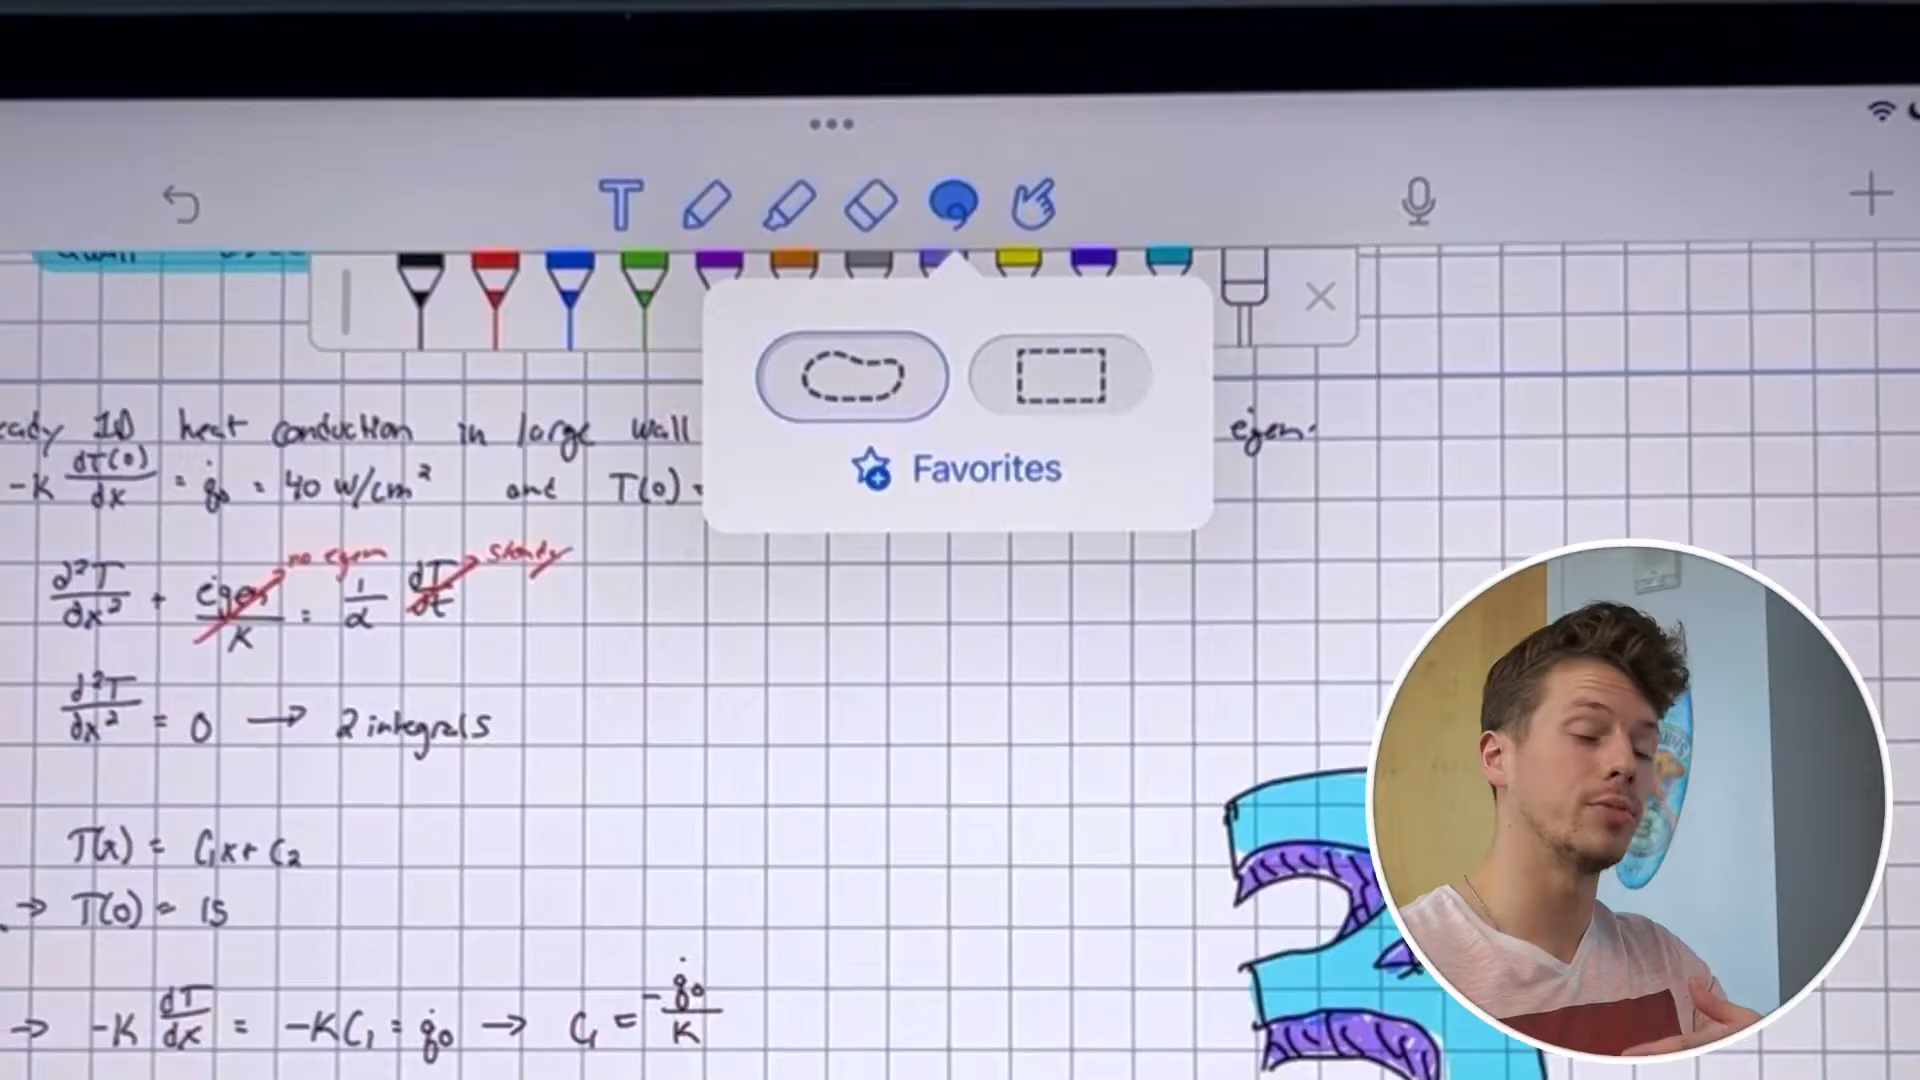 T
Favorites
eady 1D heat conduction in large wall egen.
-K dT(0)/dx = q̇0 = 40 W/cm² and T(0) =
d²T/dx² + ėgen/K = 1/α dT/dt
no egen
Steady
d²T/dx² = 0 → 2 integrals
T(x) = C1x + C2
→ T(0) = 15
→ -K dT/dx = -KC1 = q̇0 → C1 = -q̇0/K